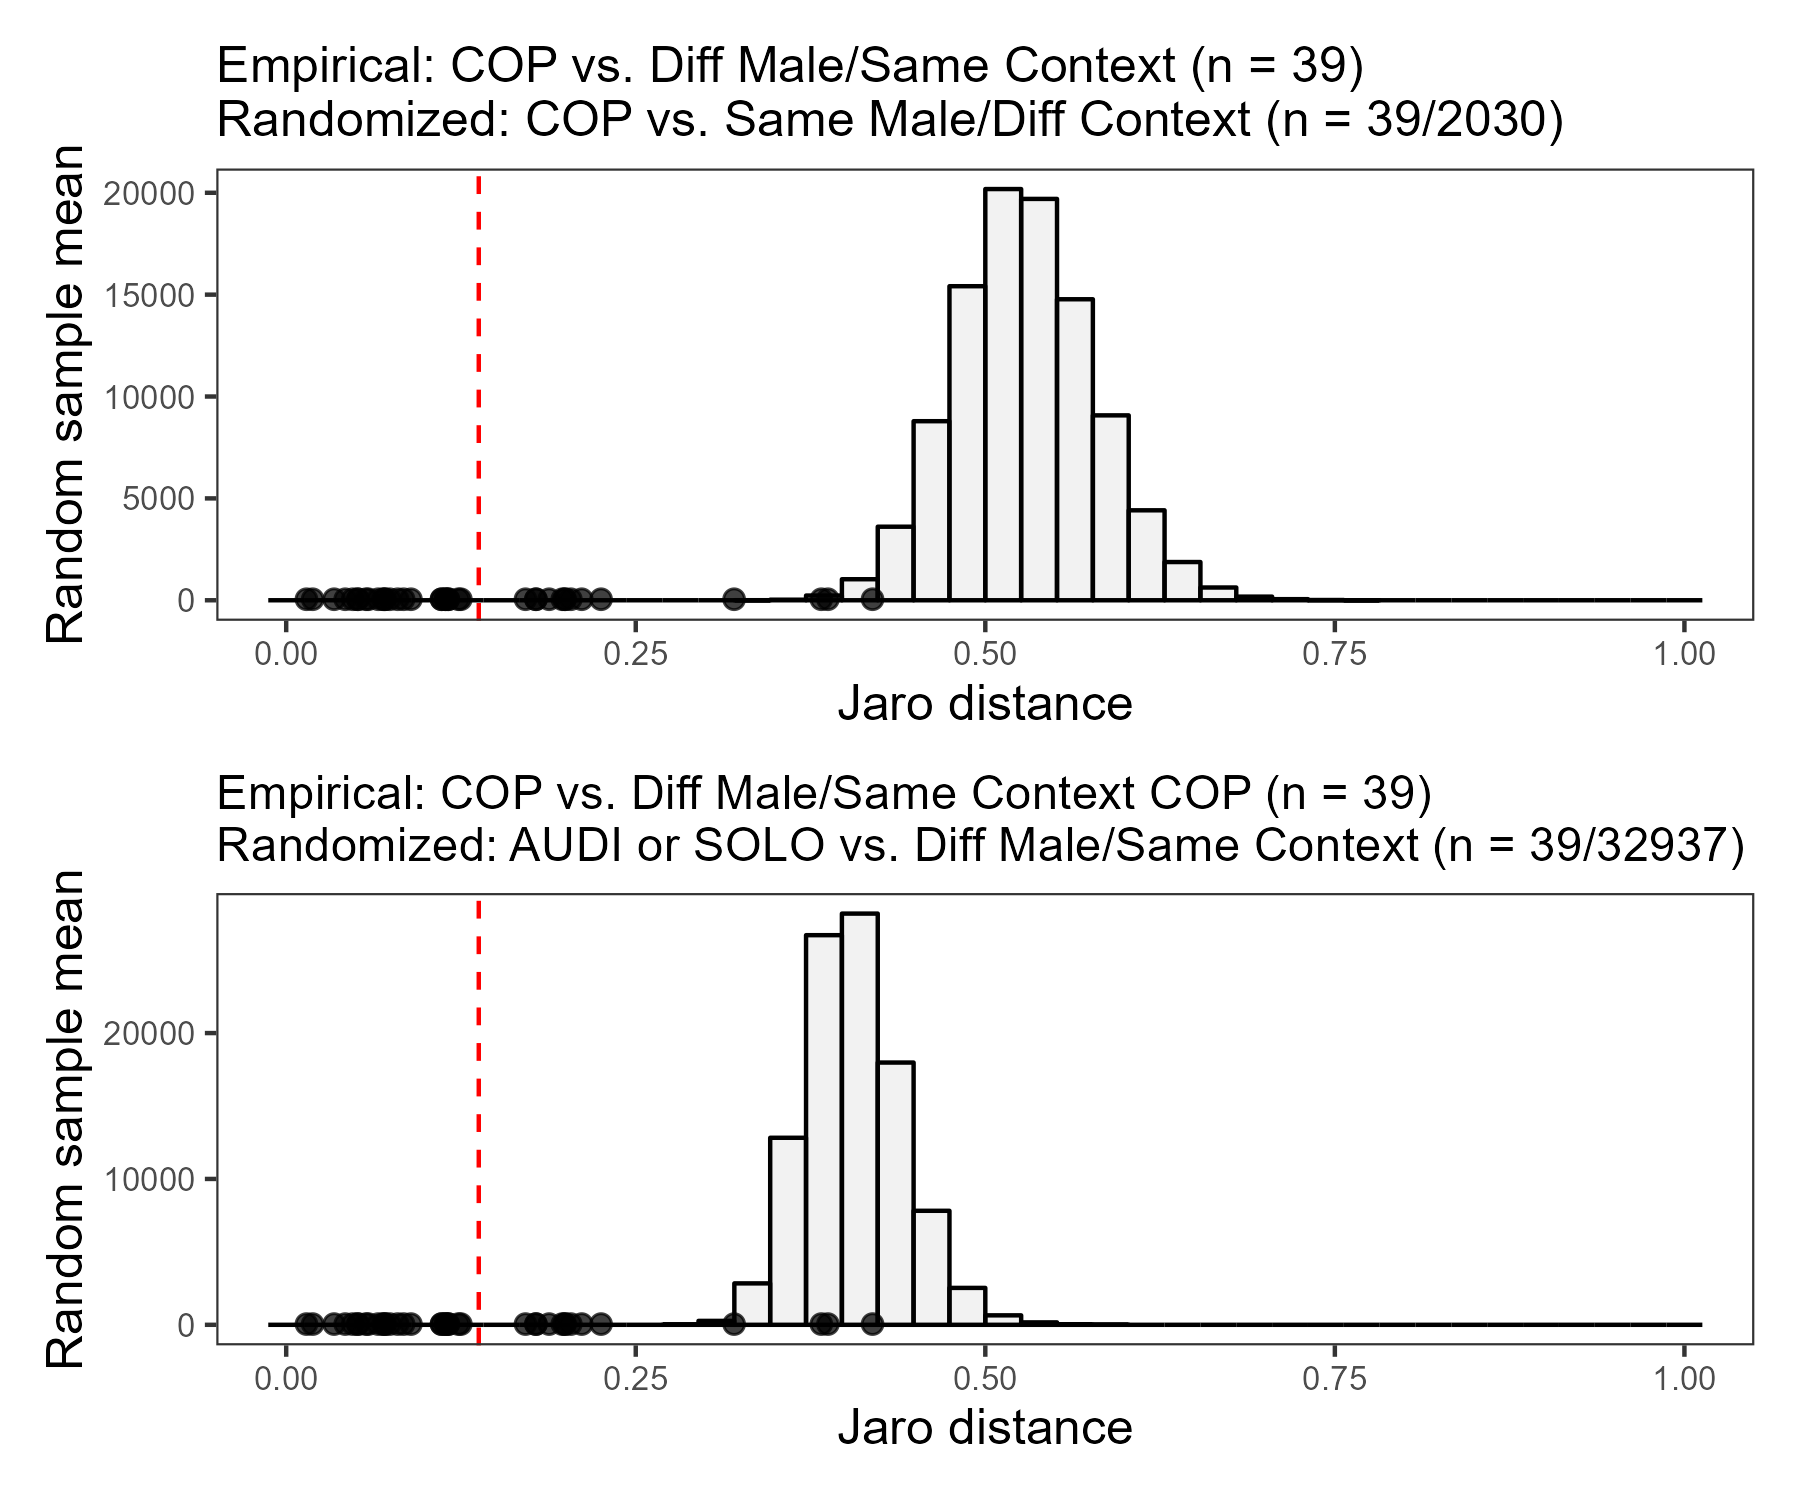 Empirical: COP vs. Diff Male/Same Context (n = 39)
Randomized: COP vs. Same Male/Diff Context (n = 39/2030)
Random sample mean
20000
15000
10000
5000
0
0.00 0.25 0.50 0.75 1.00
Jaro distance
Empirical: COP vs. Diff Male/Same Context COP (n = 39)
Randomized: AUDI or SOLO vs. Diff Male/Same Context (n = 39/32937)
Random sample mean
20000
10000
0
0.00 0.25 0.50 0.75 1.00
Jaro distance